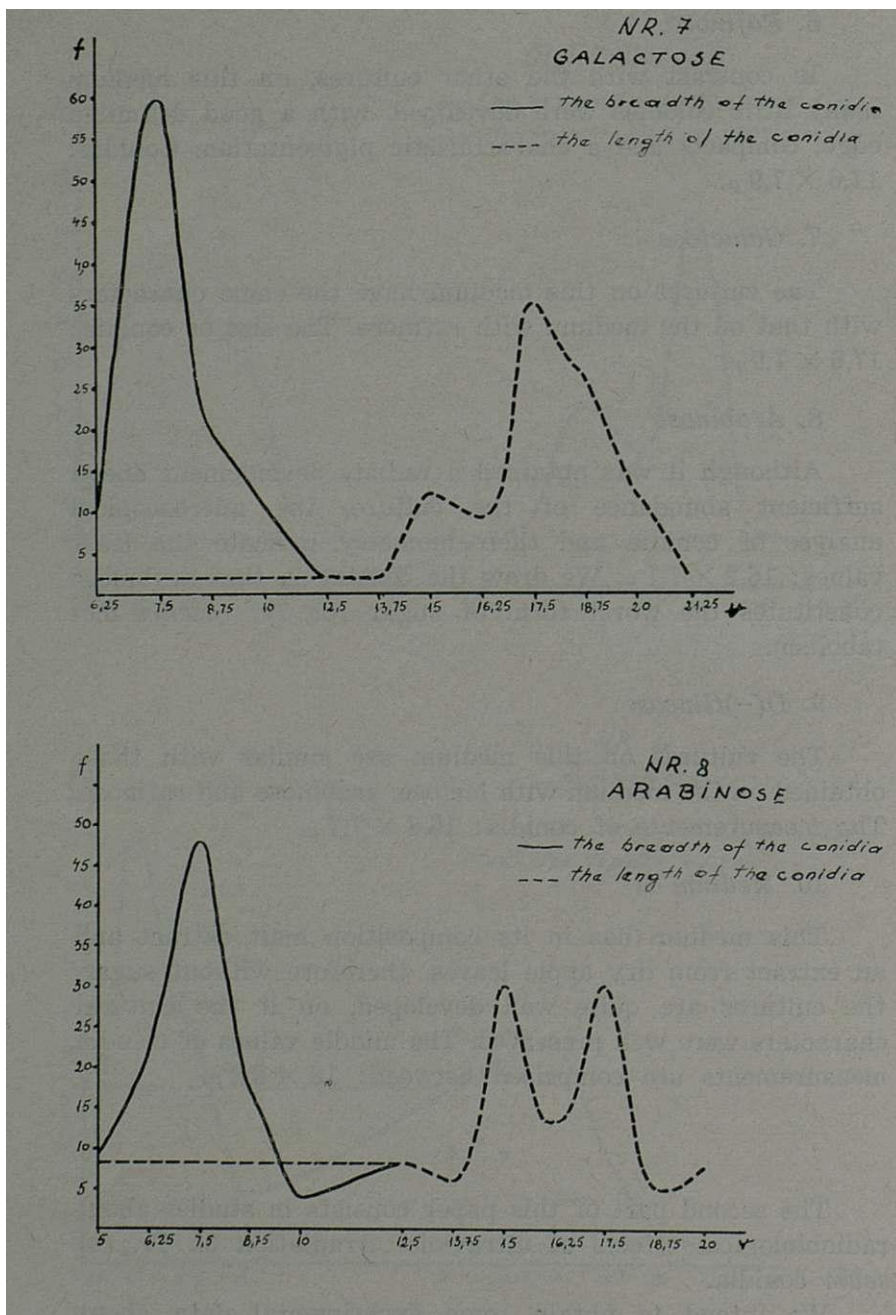 f
NR. 7
GALACTOSE
the breadth of the conidia
the length of the conidia
60
55
50
45
40
35
30
25
20
15
10
5
6,25 7,5 8,75 10 12,5 13,75 15 16,25 17,5 18,75 20 21,25
f
NR. 8
ARABINOSE
the breadth of the conidia
the length of the conidia
50
45
40
35
30
25
20
15
10
5
5 6,25 7,5 8,75 10 12,5 13,75 15 16,25 17,5 18,75 20